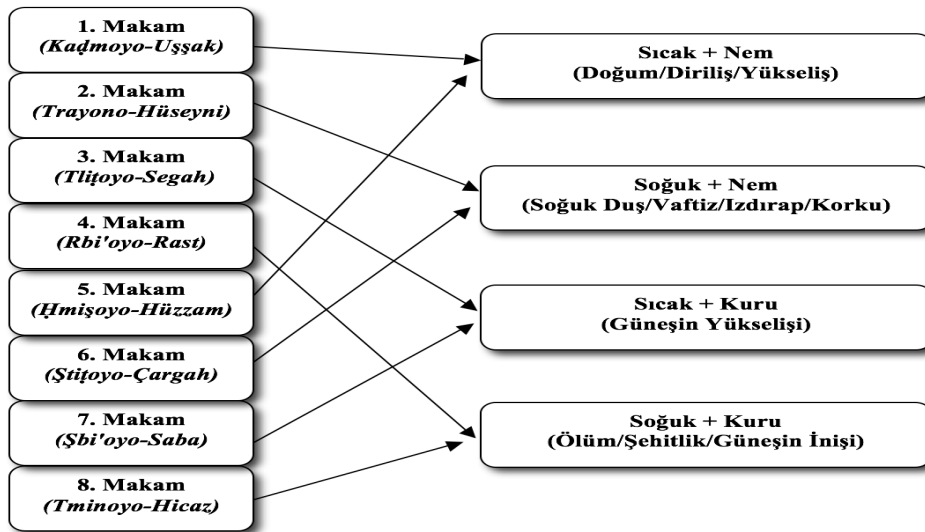 1. Makam
(Kaḍmoyo-Uşşak)
2. Makam
(Trayono-Hüseyni)
3. Makam
(Tliṭoyo-Segah)
4. Makam
(Rbi'oyo-Rast)
5. Makam
(Ḥmişoyo-Hüzzam)
6. Makam
(Ştiṭoyo-Çargah)
7. Makam
(Şbi'oyo-Saba)
8. Makam
(Tminoyo-Hicaz)
Sıcak + Nem
(Doğum/Diriliş/Yükseliş)
Soğuk + Nem
(Soğuk Duş/Vaftiz/Izdırap/Korku)
Sıcak + Kuru
(Güneşin Yükselişi)
Soğuk + Kuru
(Ölüm/Şehitlik/Güneşin İnişi)